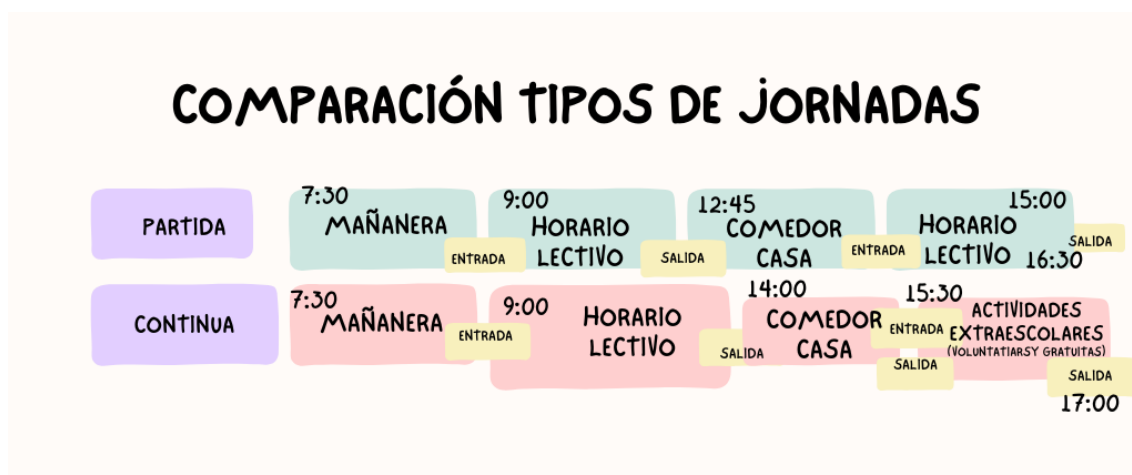 COMPARACIÓN TIPOS DE JORNADAS
PARTIDA
7:30
MAÑANERA
ENTRADA
9:00
HORARIO
LECTIVO
SALIDA
12:45
COMEDOR
CASA
ENTRADA
15:00
HORARIO
LECTIVO
SALIDA
16:30
CONTINUA
7:30
MAÑANERA
ENTRADA
9:00
HORARIO
LECTIVO
SALIDA
14:00
COMEDOR
CASA
SALIDA
15:30
ENTRADA
ACTIVIDADES
EXTRAESCOLARES
(VOLUNTATIARSY GRATUITAS)
SALIDA
17:00